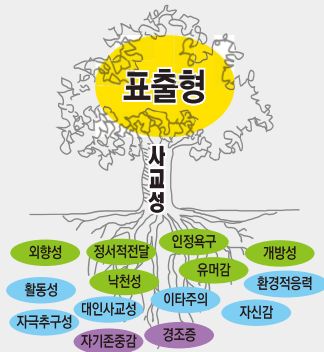 표출형
사교성
외향성
정서적전달
인정욕구
개방성
낙천성
유머감
활동성
환경적응력
이타주의
대인사교성
자신감
자극추구성
자기존중감
경조증